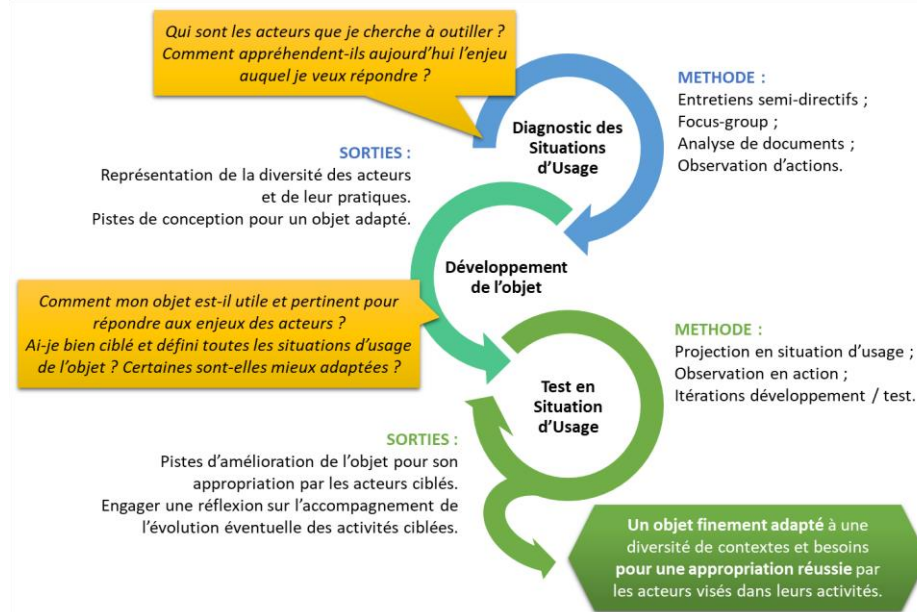 Qui sont les acteurs que je cherche à outiller ?
Comment appréhendent-ils aujourd'hui l'enjeu
auquel je veux répondre ?
METHODE :
Entretiens semi-directifs ;
Focus-group ;
Analyse de documents ;
Observation d'actions.
Diagnostic des
Situations
d'Usage
SORTIES :
Représentation de la diversité des acteurs
et de leur pratiques.
Pistes de conception pour un objet adapté.
Développement
de l'objet
Comment mon objet est-il utile et pertinent pour
répondre aux enjeux des acteurs ?
Ai-je bien ciblé et défini toutes les situations d'usage
de l'objet ? Certaines sont-elles mieux adaptées ?
METHODE :
Projection en situation d'usage ;
Observation en action ;
Itérations développement / test.
Test en
Situation
d'Usage
SORTIES :
Pistes d'amélioration de l'objet pour son
appropriation par les acteurs ciblés.
Engager une réflexion sur l'accompagnement de
l'évolution éventuelle des activités ciblées.
Un objet finement adapté à une
diversité de contextes et besoins
pour une appropriation réussie par
les acteurs visés dans leurs activités.